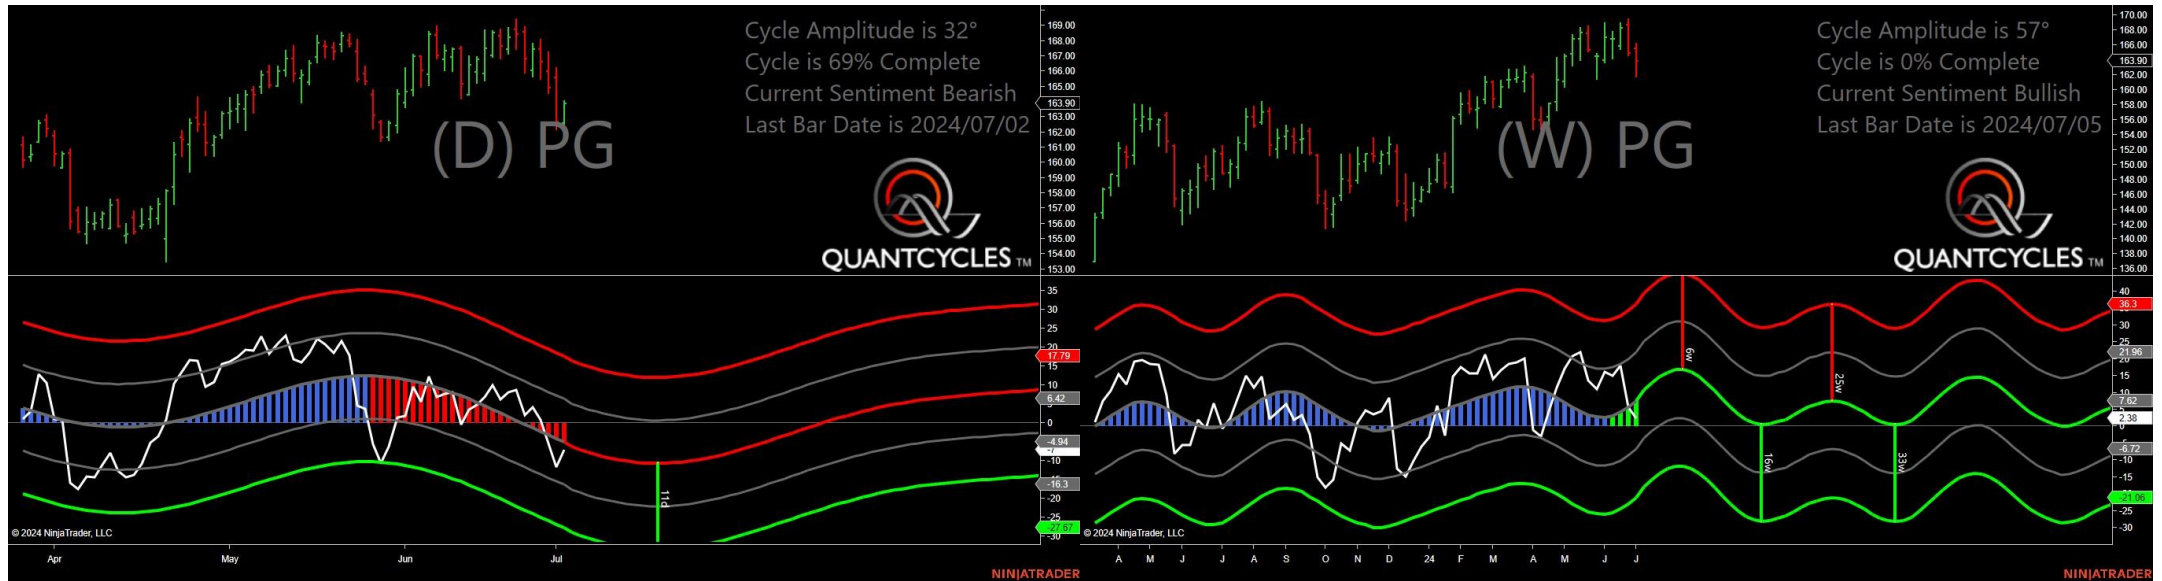 Cycle Amplitude is 32°
Cycle is 69% Complete
Current Sentiment Bearish
Last Bar Date is 2024/07/02
(D) PG
QUANTCYCLES TM
169.00
168.00
167.00
166.00
165.00
163.90
163.00
162.00
161.00
160.00
159.00
158.00
157.00
156.00
155.00
154.00
153.00
35
30
25
20
17.79
15
10
6.42
0
-4.94
-7
-10
-16.3
-20
-25
-27.67
-30
11d
© 2024 NinjaTrader, LLC
Apr May Jun Jul
NINJATRADER
Cycle Amplitude is 57°
Cycle is 0% Complete
Current Sentiment Bullish
Last Bar Date is 2024/07/05
(W) PG
QUANTCYCLES TM
170.00
168.00
166.00
163.90
162.00
160.00
158.00
156.00
154.00
152.00
150.00
148.00
146.00
144.00
142.00
140.00
138.00
136.00
40
36.3
30
25
21.96
15
10
7.62
2.38
-6.72
-10
-15
-21.06
-25
-30
6w
25w
16w
33w
© 2024 NinjaTrader, LLC
A M J J A S O N D 24 F M A M J J
NINJATRADER